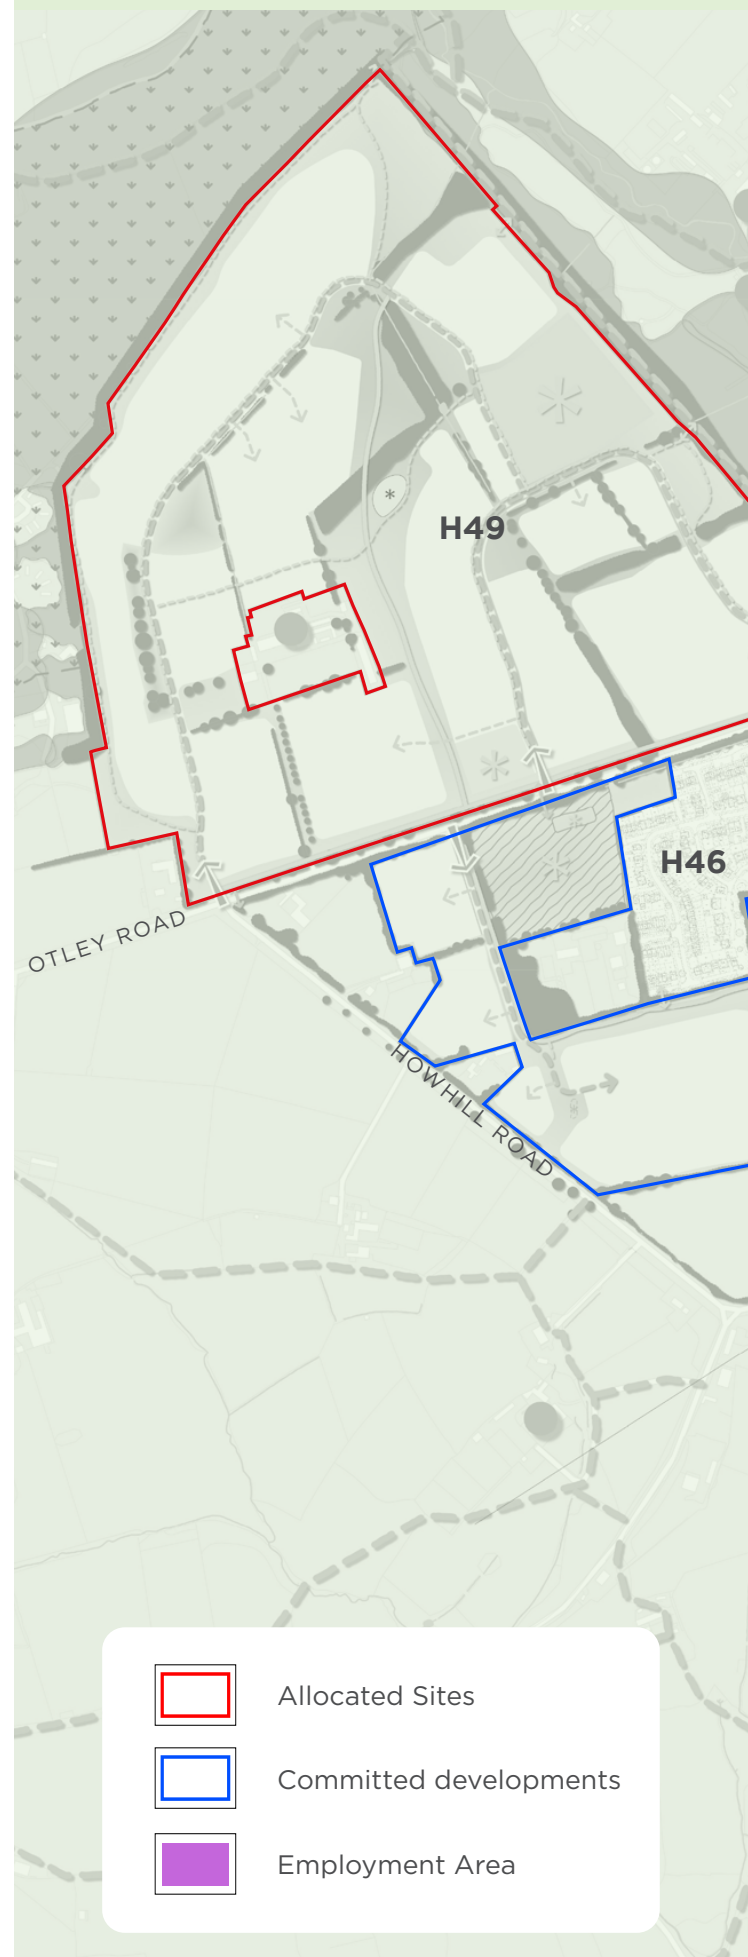 H49
H46
OTLEY ROAD
HOWHILL ROAD
Allocated Sites
Committed developments
Employment Area